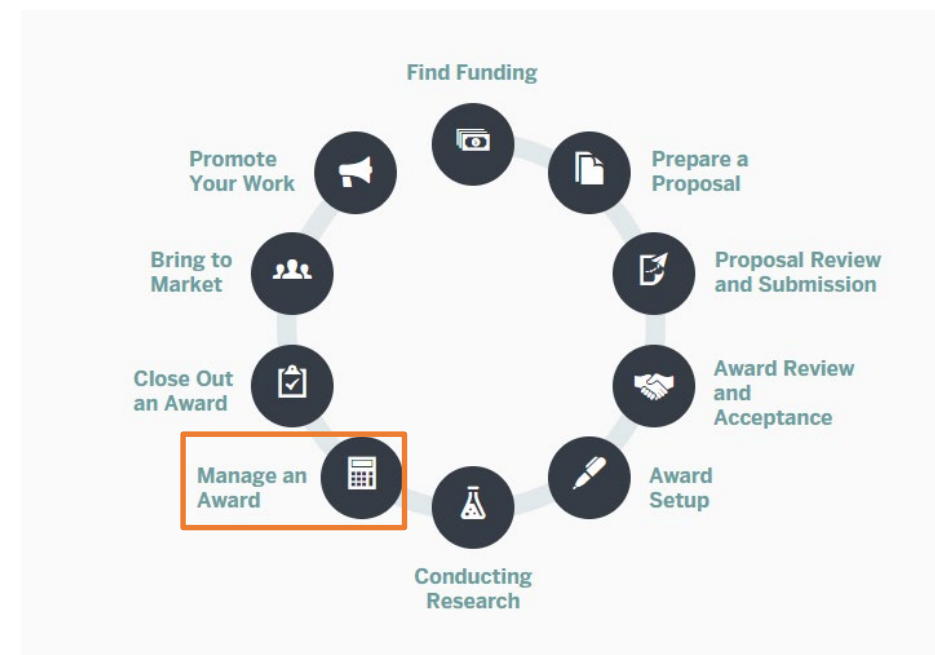 Find Funding
Prepare a
Proposal
Proposal Review
and Submission
Award Review
and
Acceptance
Award
Setup
Conducting
Research
Manage an
Award
Close Out
an Award
Bring to
Market
Promote
Your Work